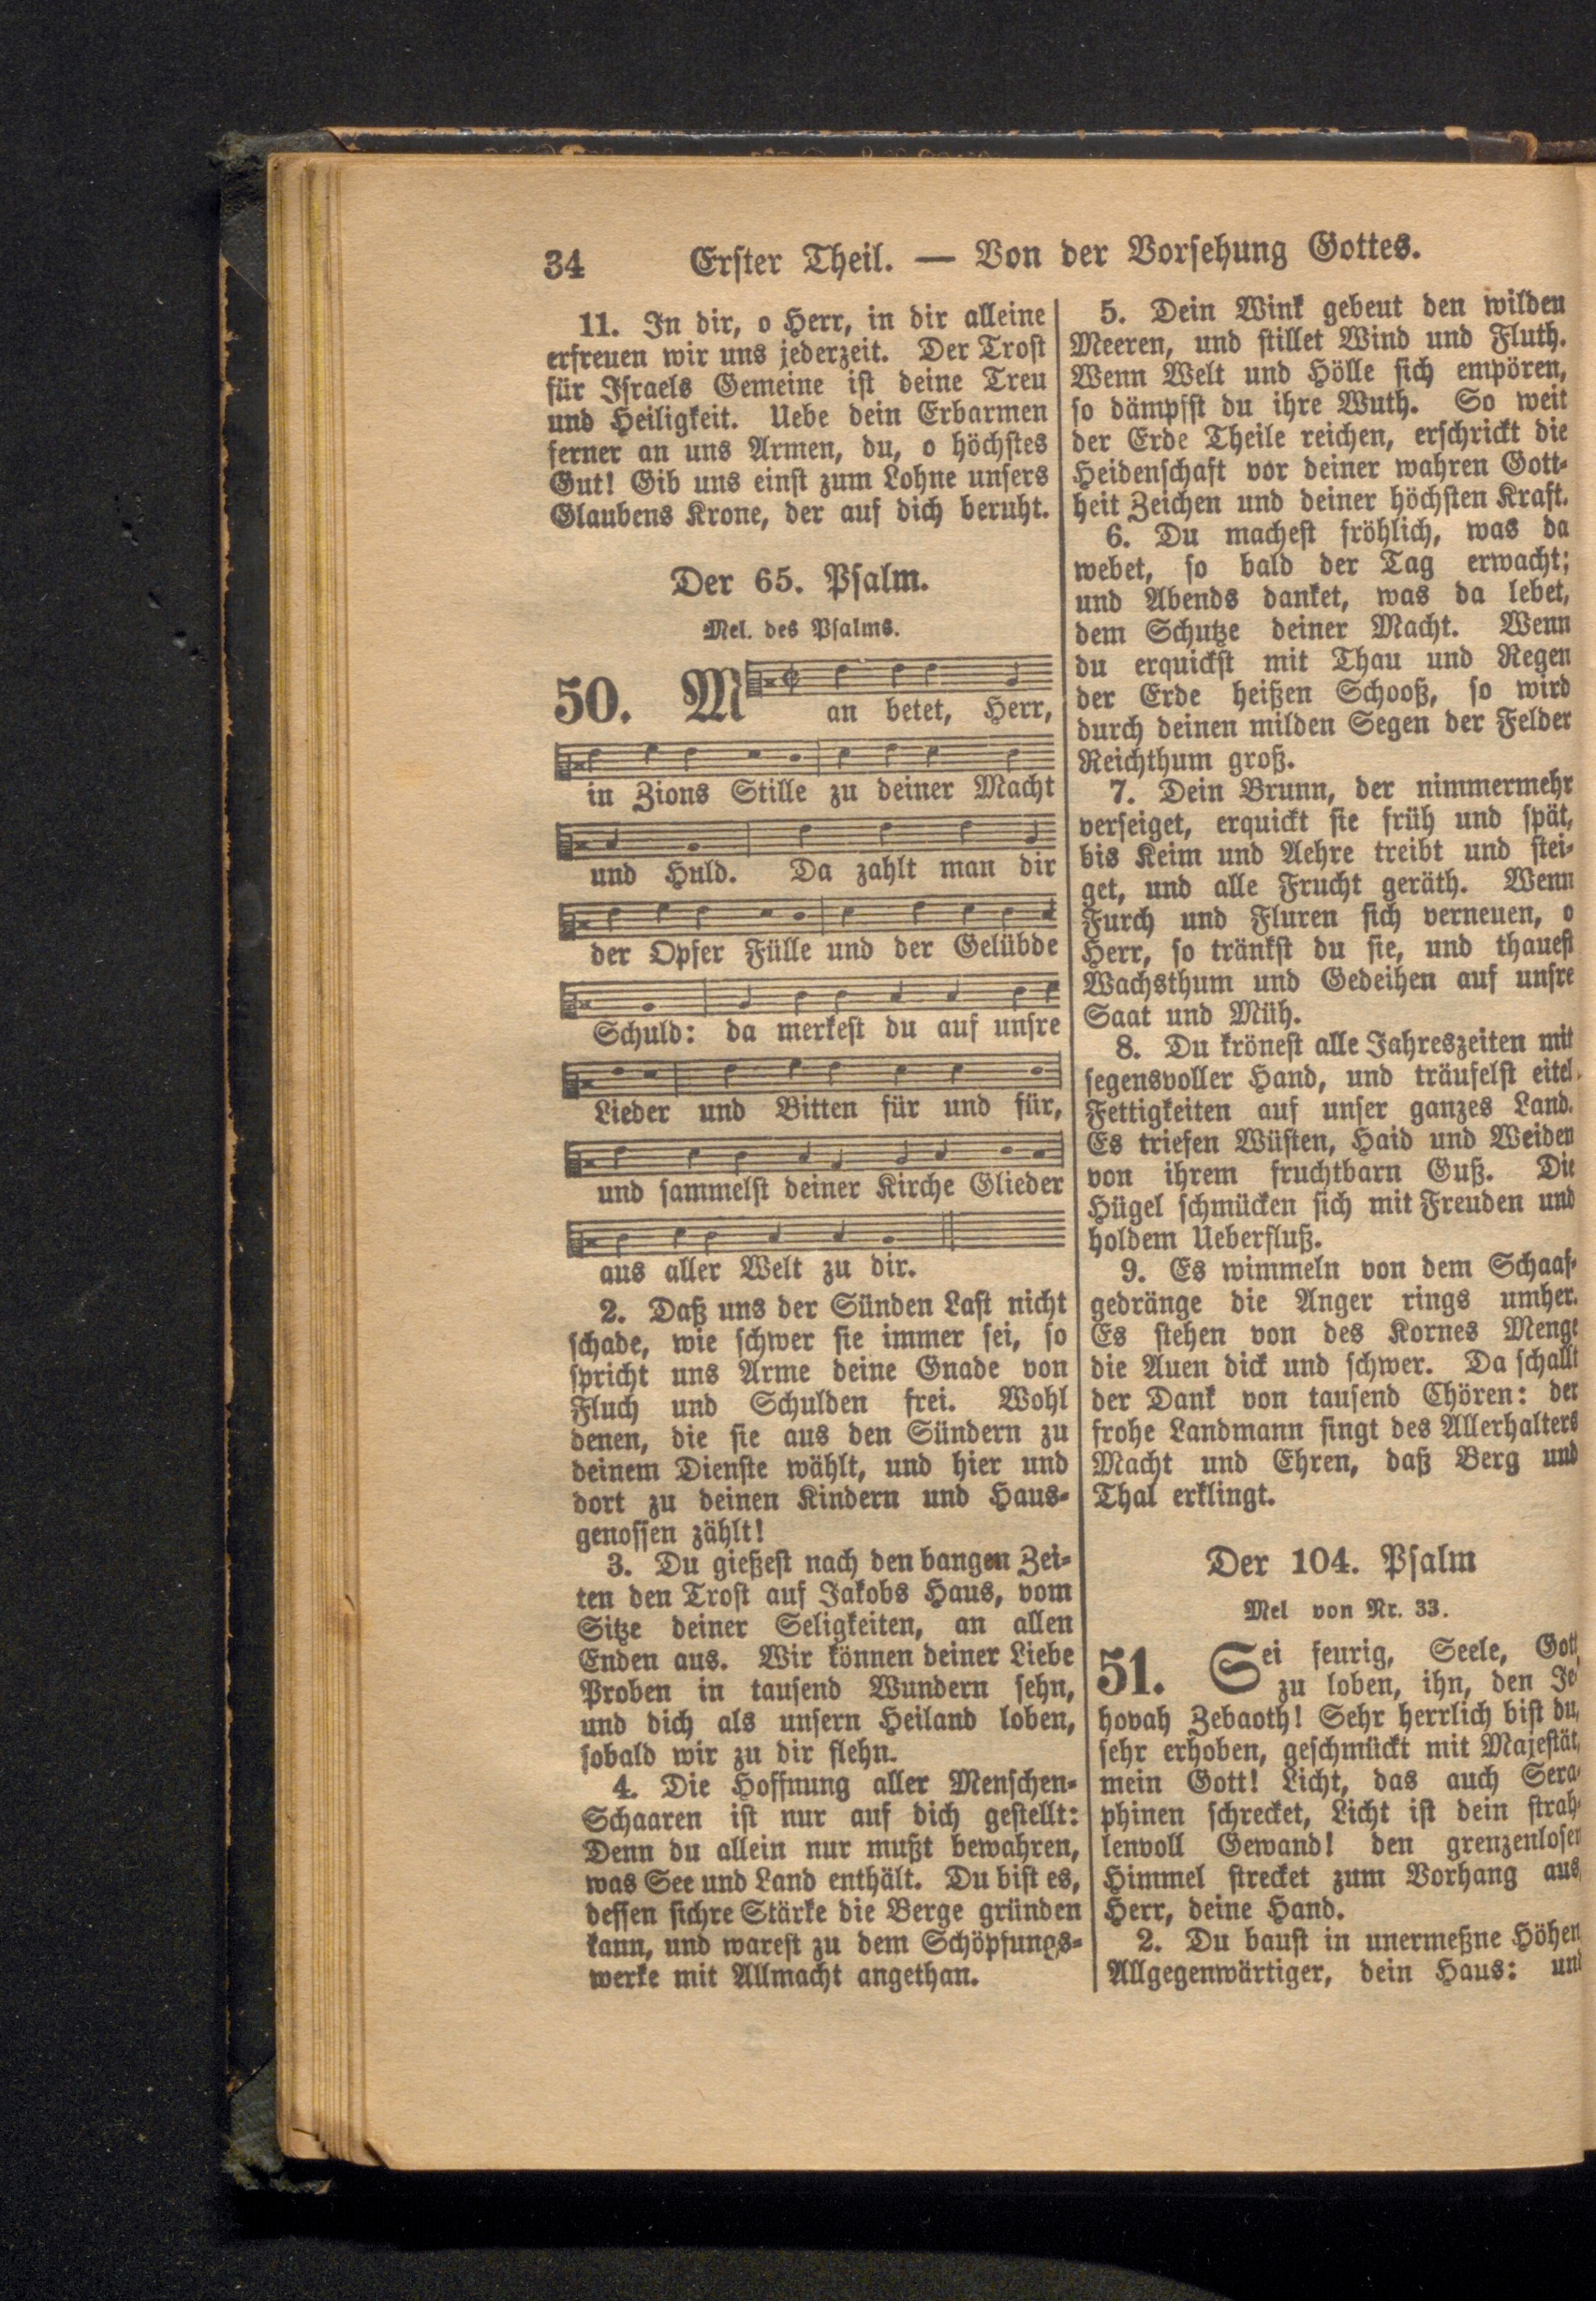 34 Erster Theil. — Von der Vorsehung Gottes.
11. In dir, o Herr, in dir alleine
erfreuen wir uns jederzeit. Der Trost
für Israels Gemeine ist deine Treu
und Heiligkeit. Uebe dein Erbarmen
ferner an uns Armen, du, o höchstes
Gut! Gib uns einst zum Lohne unsers
Glaubens Krone, der auf dich beruht.
Der 65. Psalm.
Mel. des Psalms.
50. Man betet, Herr,
in Zions Stille zu deiner Macht
und Huld. Da zahlt man dir
der Opfer Fülle und der Gelübde
Schuld: da merkest du auf unsre
Lieder und Bitten für und für,
und sammelst deiner Kirche Glieder
aus aller Welt zu dir.
2. Daß uns der Sünden Last nicht
schade, wie schwer sie immer sei, so
spricht uns Arme deine Gnade von
Fluch und Schulden frei. Wohl
denen, die sie aus den Sündern zu
deinem Dienste wählt, und hier und
dort zu deinen Kindern und Haus-
genossen zählt!
3. Du gießest nach den bangen Zei-
ten den Trost auf Jakobs Haus, vom
Sitze deiner Seligkeiten, an allen
Enden aus. Wir können deiner Liebe
Proben in tausend Wundern sehn,
und dich als unsern Heiland loben,
sobald wir zu dir flehn.
4. Die Hoffnung aller Menschen-
Schaaren ist nur auf dich gestellt:
Denn du allein nur mußt bewahren,
was See und Land enthält. Du bist es,
dessen sichre Stärke die Berge gründen
kann, und warest zu dem Schöpfungs-
werke mit Allmacht angethan.
5. Dein Wink gebeut den wilden
Meeren, und stillet Wind und Fluth.
Wenn Welt und Hölle sich empören,
so dämpfst du ihre Wuth. So weit
der Erde Theile reichen, erschrickt die
Heidenschaft vor deiner wahren Gott-
heit Zeichen und deiner höchsten Kraft.
6. Du machest fröhlich, was da
webet, so bald der Tag erwacht;
und Abends danket, was da lebet,
dem Schutze deiner Macht. Wenn
du erquickst mit Thau und Regen
der Erde heißen Schooß, so wird
durch deinen milden Segen der Felder
Reichthum groß.
7. Dein Brunn, der nimmermehr
verseiget, erquickt sie früh und spät,
bis Keim und Aehre treibt und stei-
get, und alle Frucht geräth. Wenn
Furch und Fluren sich verneuen, o
Herr, so tränkst du sie, und thauest
Wachsthum und Gedeihen auf unsre
Saat und Müh.
8. Du krönest alle Jahreszeiten mit
segensvoller Hand, und träufelst eitel
Fettigkeiten auf unser ganzes Land.
Es triefen Wüsten, Haid und Weiden
von ihrem fruchtbarn Guß. Die
Hügel schmücken sich mit Freuden und
holdem Ueberfluß.
9. Es wimmeln von dem Schaaf-
gedränge die Anger rings umher.
Es stehen von des Kornes Menge
die Auen dick und schwer. Da schallt
der Dank von tausend Chören: der
frohe Landmann singt des Allerhalters
Macht und Ehren, daß Berg und
Thal erklingt.
Der 104. Psalm
Mel von Nr. 33.
51. Sei feurig, Seele, Gott
zu loben, ihn, den Je-
hovah Zebaoth! Sehr herrlich bist du,
sehr erhoben, geschmückt mit Majestät,
mein Gott! Licht, das auch Sera-
phinen schrecket, Licht ist dein strah-
lenvoll Gewand! den grenzenlosen
Himmel strecket zum Vorhang aus,
Herr, deine Hand.
2. Du baust in unermeßne Höhen
Allgegenwärtiger, dein Haus: und